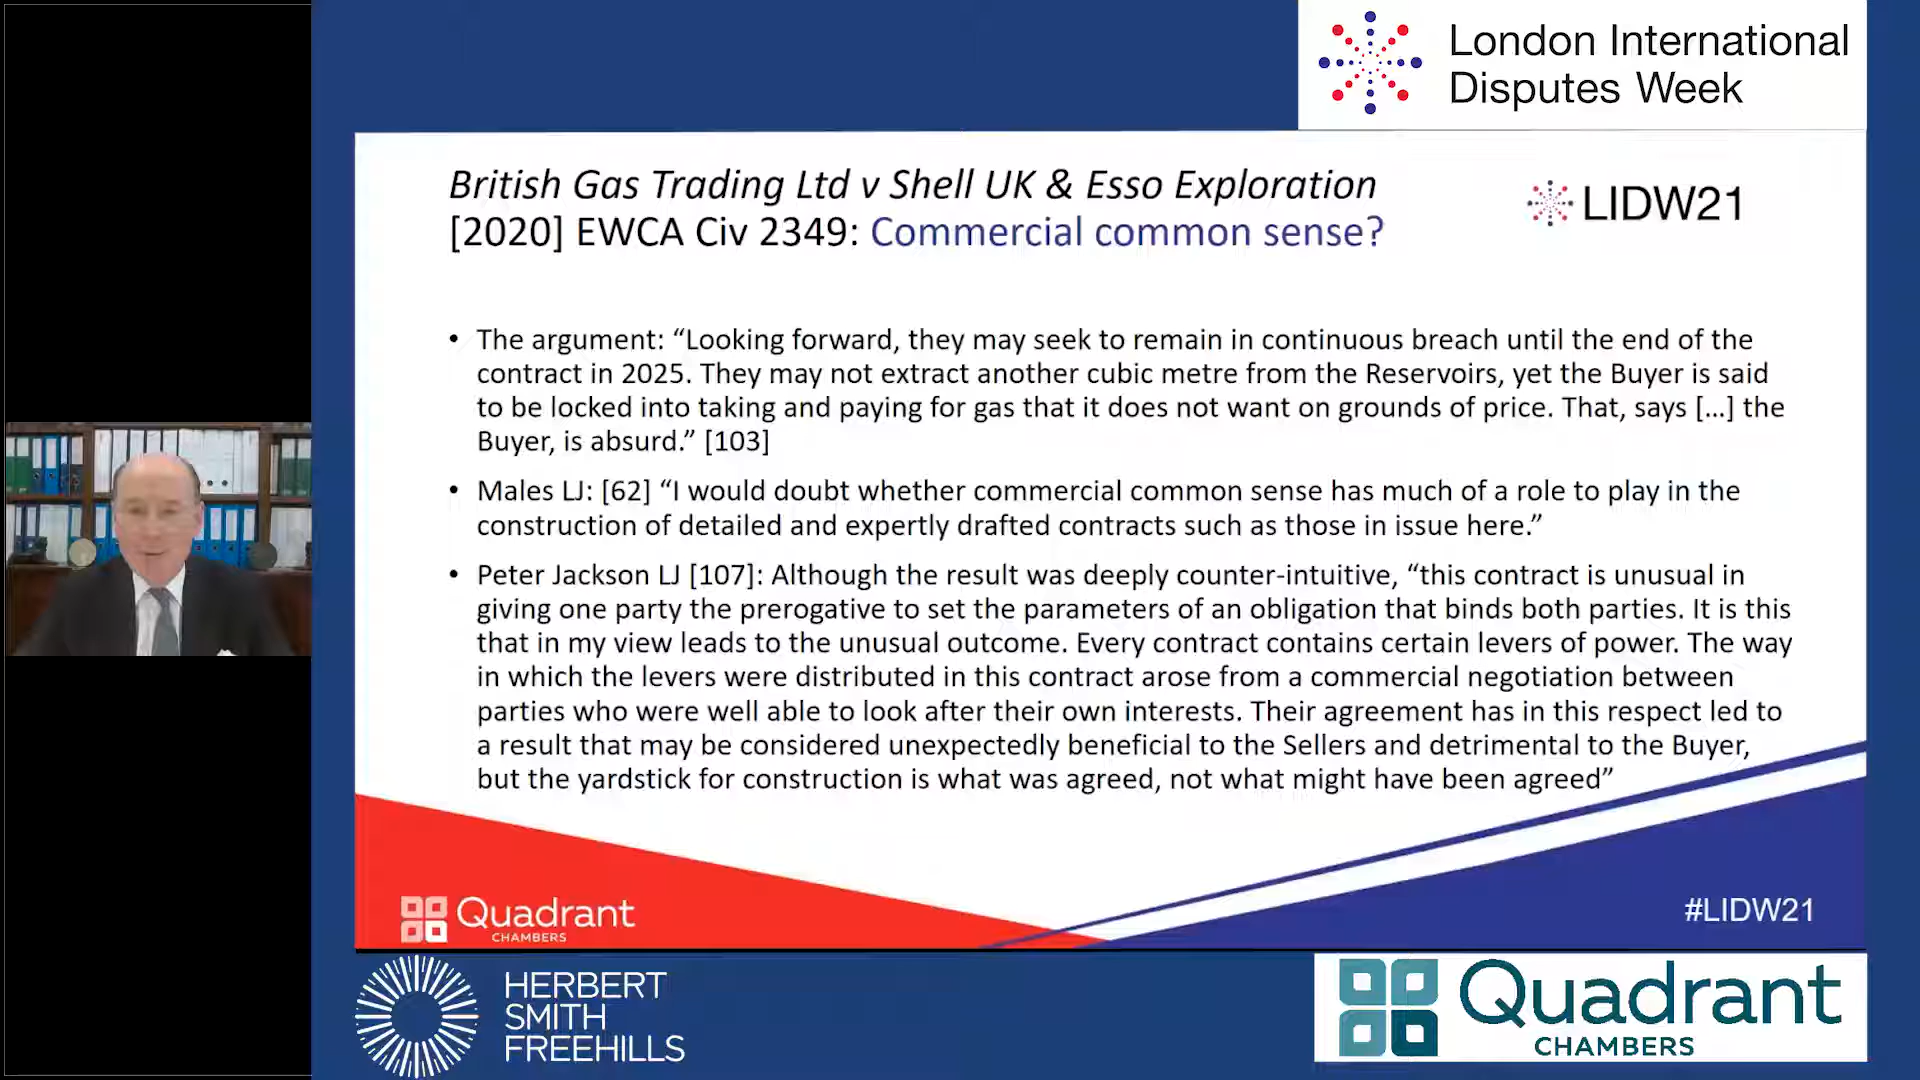 London International
Disputes Week
British Gas Trading Ltd v Shell UK & Esso Exploration
[2020] EWCA Civ 2349: Commercial common sense?
LIDW21
• The argument: “Looking forward, they may seek to remain in continuous breach until the end of the
contract in 2025. They may not extract another cubic metre from the Reservoirs, yet the Buyer is said
to be locked into taking and paying for gas that it does not want on grounds of price. That, says [...] the
Buyer, is absurd.” [103]
• Males LJ: [62] “I would doubt whether commercial common sense has much of a role to play in the
construction of detailed and expertly drafted contracts such as those in issue here.”
• Peter Jackson LJ [107]: Although the result was deeply counter-intuitive, “this contract is unusual in
giving one party the prerogative to set the parameters of an obligation that binds both parties. It is this
that in my view leads to the unusual outcome. Every contract contains certain levers of power. The way
in which the levers were distributed in this contract arose from a commercial negotiation between
parties who were well able to look after their own interests. Their agreement has in this respect led to
a result that may be considered unexpectedly beneficial to the Sellers and detrimental to the Buyer,
but the yardstick for construction is what was agreed, not what might have been agreed”
Quadrant
CHAMBERS
#LIDW21
HERBERT
SMITH
FREEHILLS
Quadrant
CHAMBERS